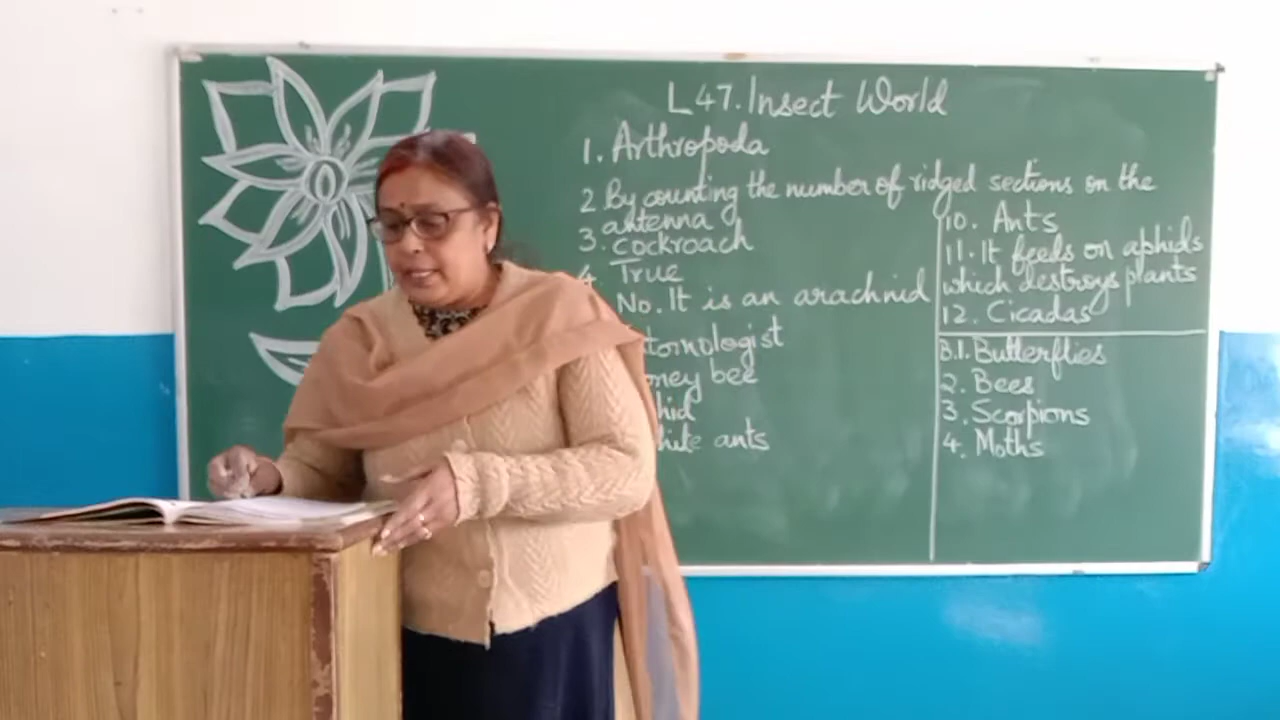 L 47. Insect World
1. Arthropoda
2 By counting the number of ridged sections on the
antenna
3. cockroach
4. True
No. It is an arachnid
tomologist
oney bee
hid
hite ants
10. Ants
11. It feeds on aphids
which destroys plants
12. Cicadas
B.1. Butterflies
2. Bees
3. Scorpions
4. Moths